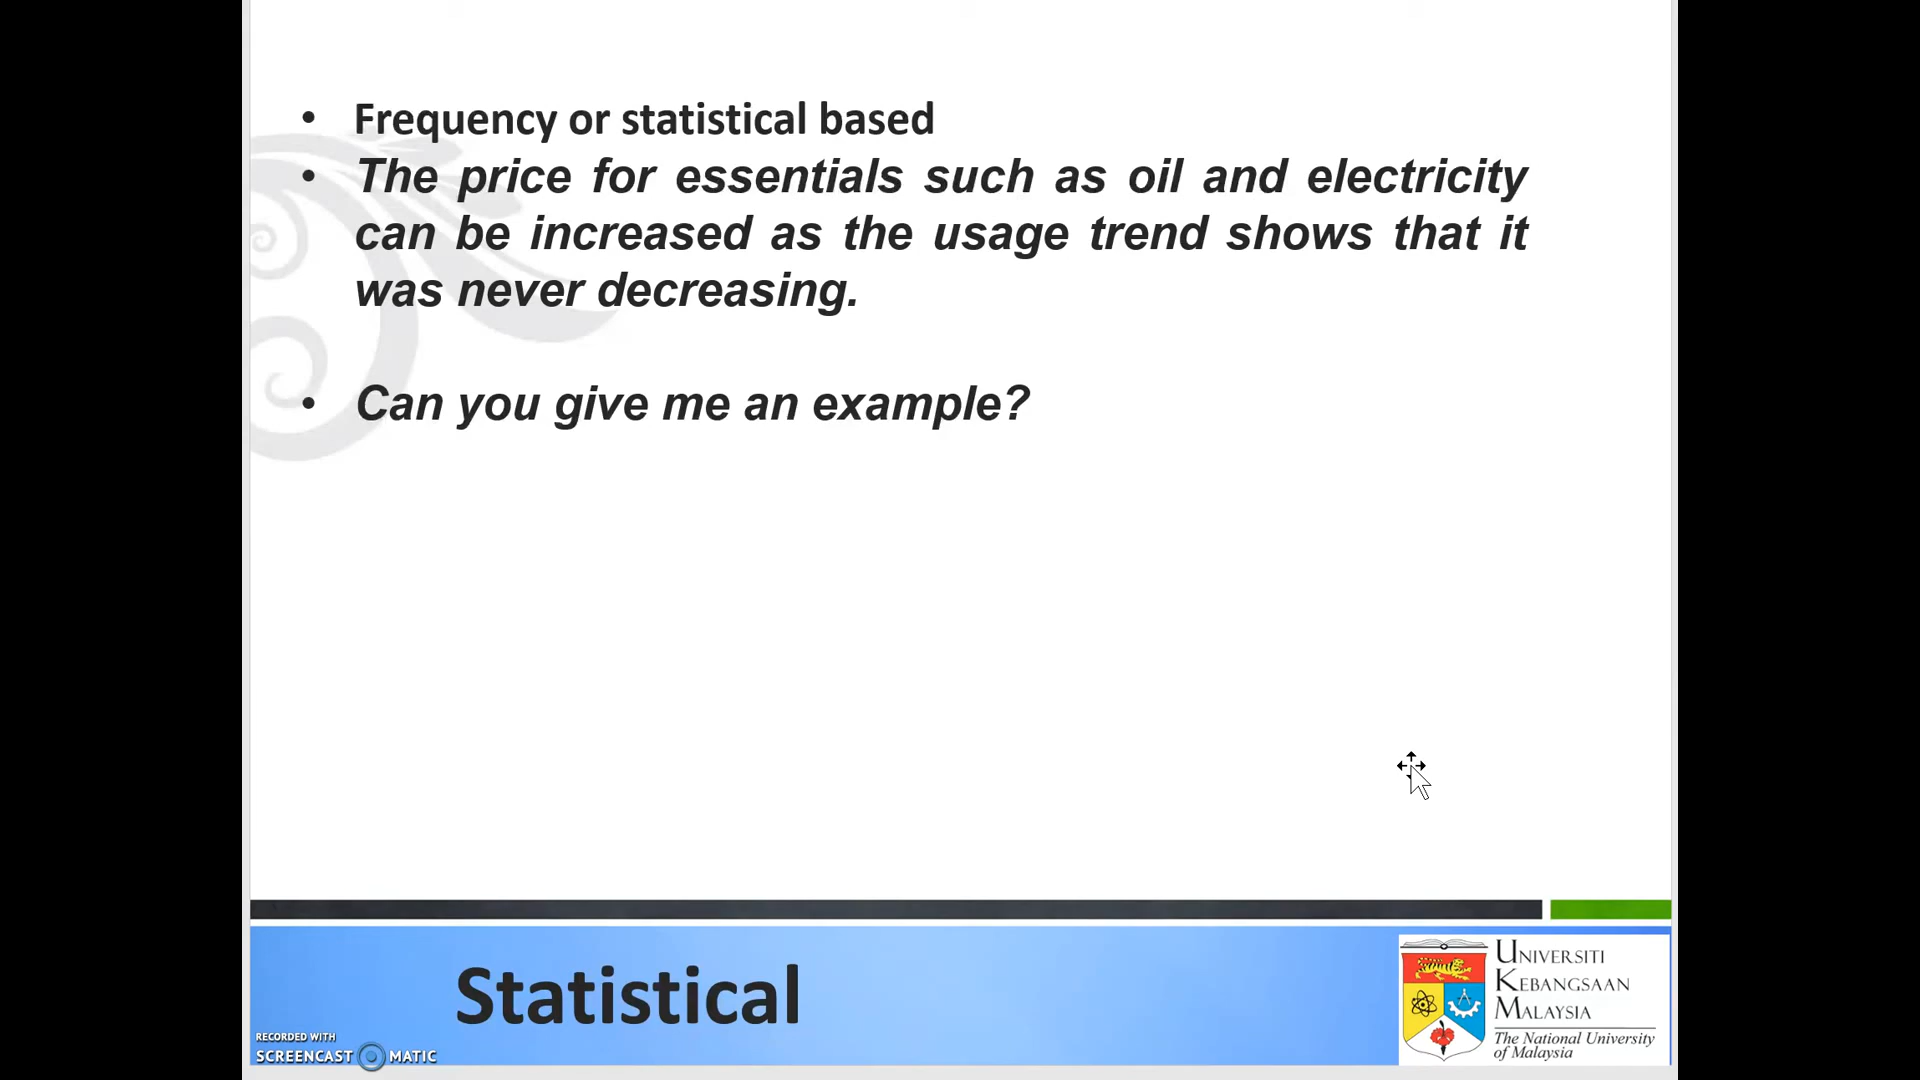 • Frequency or statistical based
• The price for essentials such as oil and electricity
can be increased as the usage trend shows that it
was never decreasing.
• Can you give me an example?
Statistical
RECORDED WITH
SCREENCAST MATIC
UNIVERSITI
KEBANGSAAN
MALAYSIA
The National University
of Malaysia